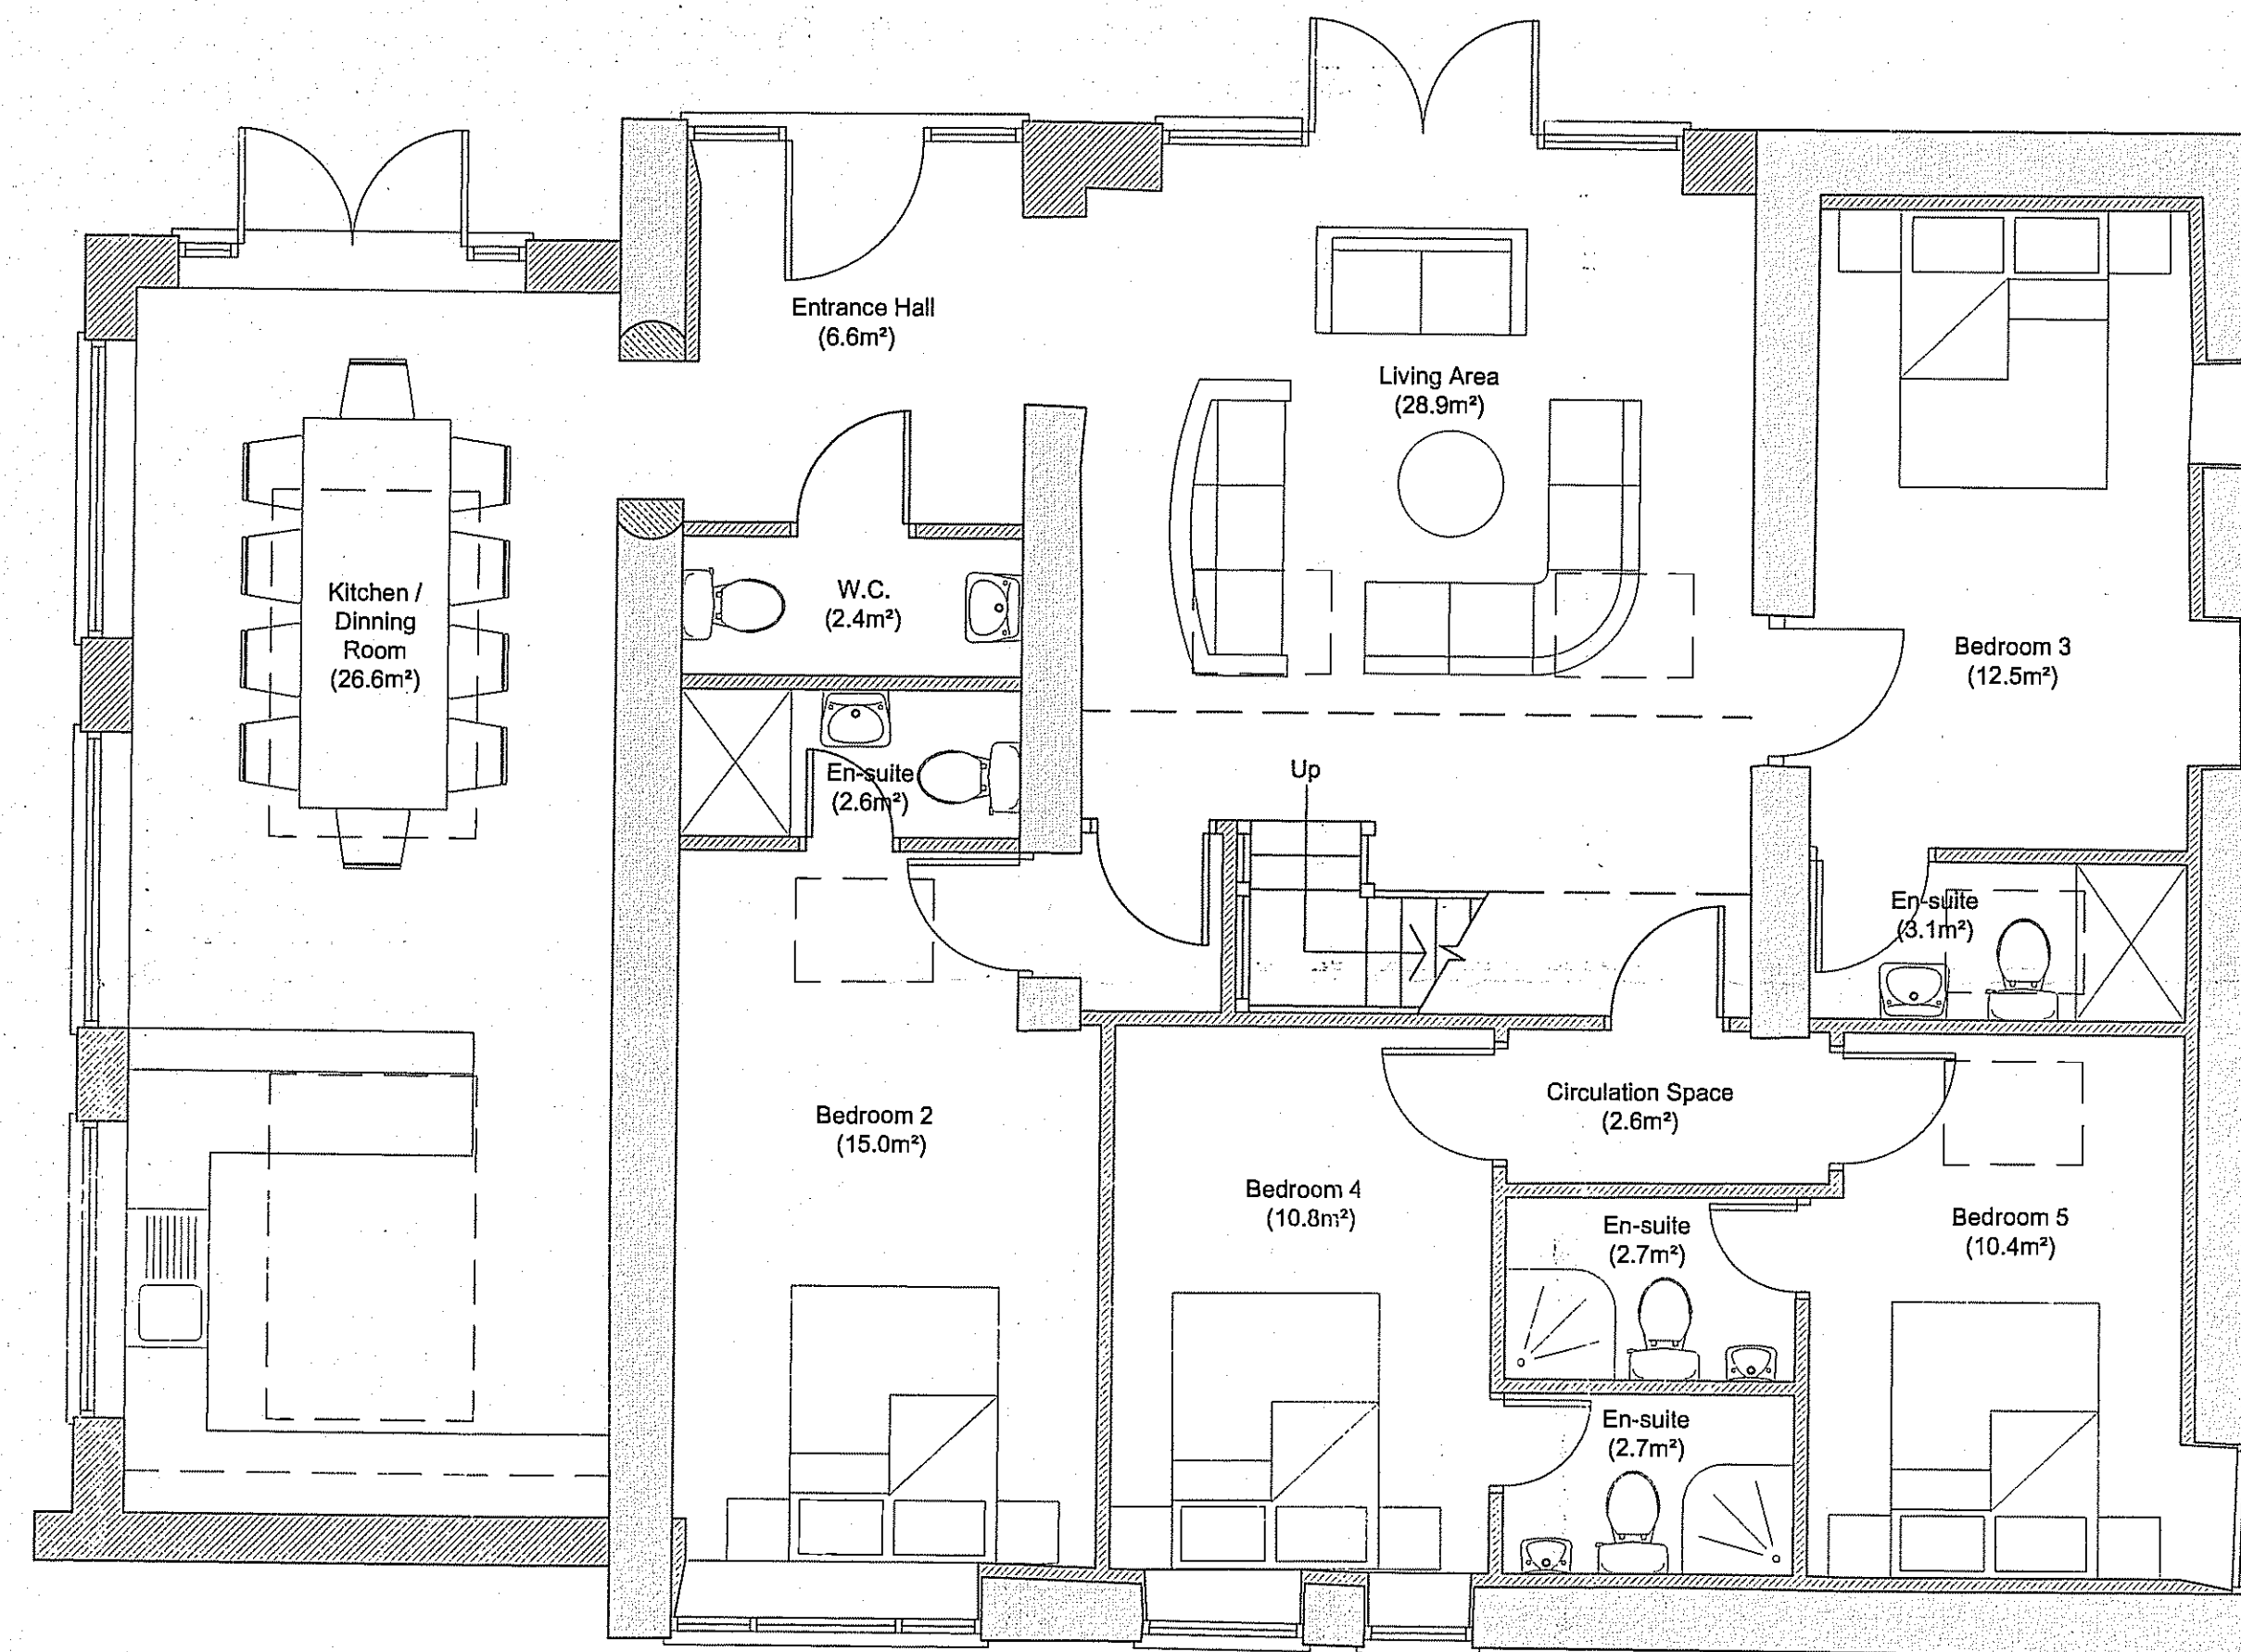 Entrance Hall
(6.6m²)
Living Area
(28.9m²)
Kitchen /
Dinning
Room
(26.6m²)
W.C.
(2.4m²)
Bedroom 3
(12.5m²)
En-suite
(2.6m²)
Up
En-suite
(3.1m²)
Bedroom 2
(15.0m²)
Circulation Space
(2.6m²)
Bedroom 4
(10.8m²)
En-suite
(2.7m²)
Bedroom 5
(10.4m²)
En-suite
(2.7m²)